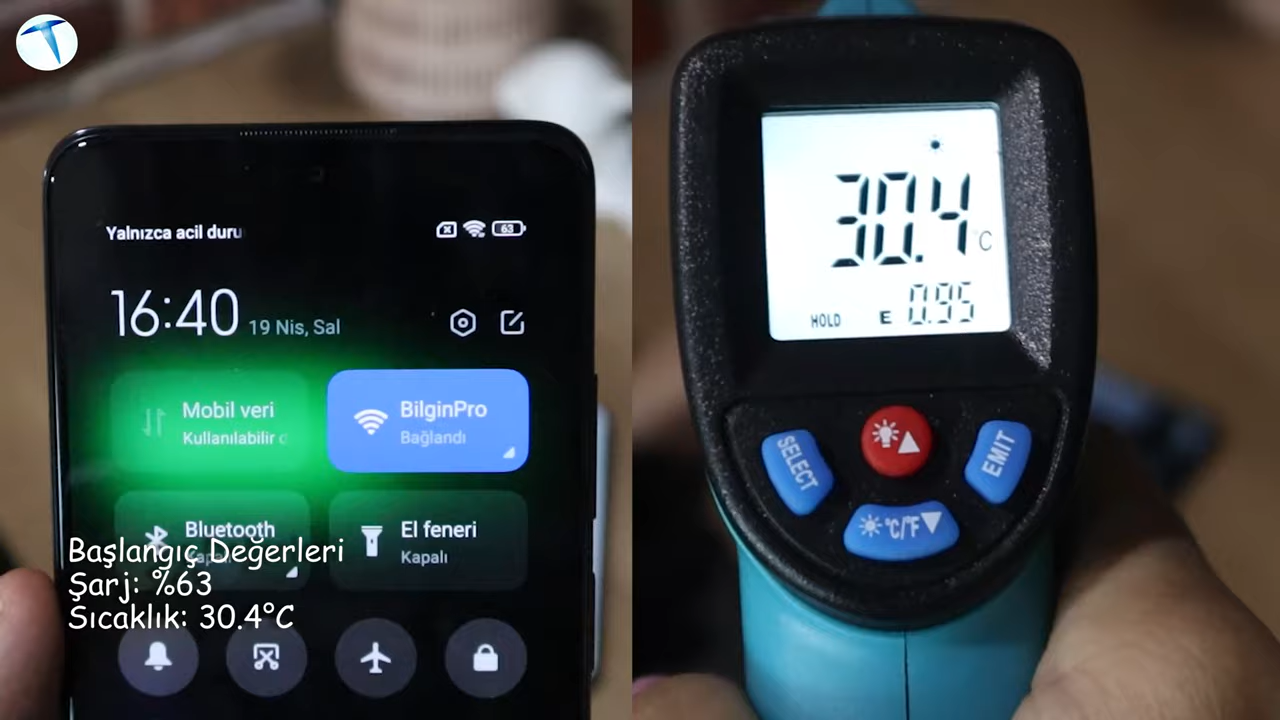 Yalnızca acil duru
63
16:40 19 Nis, Sal
Mobil veri
Kullanılabilir
BilginPro
Bağlandı
Bluetooth
Kapalı
El feneri
Kapalı
Başlangıç Değerleri
Şarj: %63
Sıcaklık: 30.4°C
30.4 °C
HOLD E 0.95
SELECT
EMIT
°C/°F